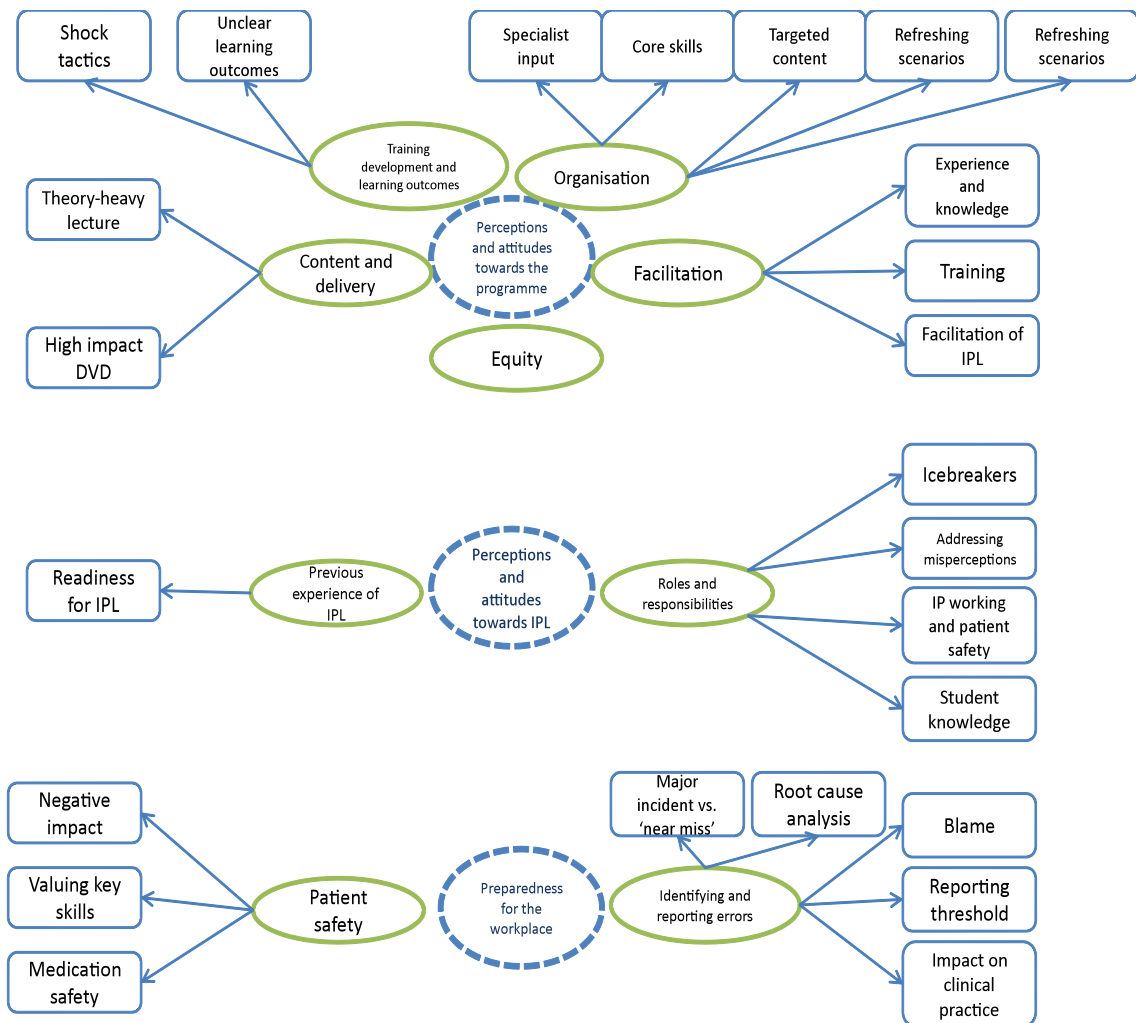 Shock
tactics
Unclear
learning
outcomes
Specialist
input
Core skills
Targeted
content
Refreshing
scenarios
Refreshing
scenarios
Training
development and
learning outcomes
Organisation
Experience
and
knowledge
Theory-heavy
lecture
Perceptions
and attitudes
towards the
programme
Content and
delivery
Facilitation
Training
High impact
DVD
Equity
Facilitation of
IPL
Icebreakers
Addressing
misperceptions
Readiness
for IPL
Previous
experience of
IPL
Perceptions
and
attitudes
towards IPL
Roles and
responsibilities
IP working
and patient
safety
Student
knowledge
Major
incident vs.
‘near miss’
Root cause
analysis
Negative
impact
Blame
Valuing key
skills
Patient
safety
Preparedness
for the
workplace
Identifying and
reporting errors
Reporting
threshold
Medication
safety
Impact on
clinical
practice